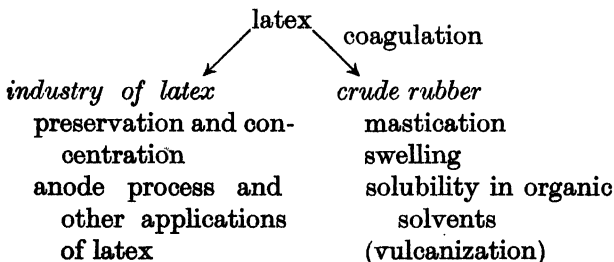 latex
coagulation
industry of latex
preservation and con-
centration
anode process and
other applications
of latex
crude rubber
mastication
swelling
solubility in organic
solvents
(vulcanization)